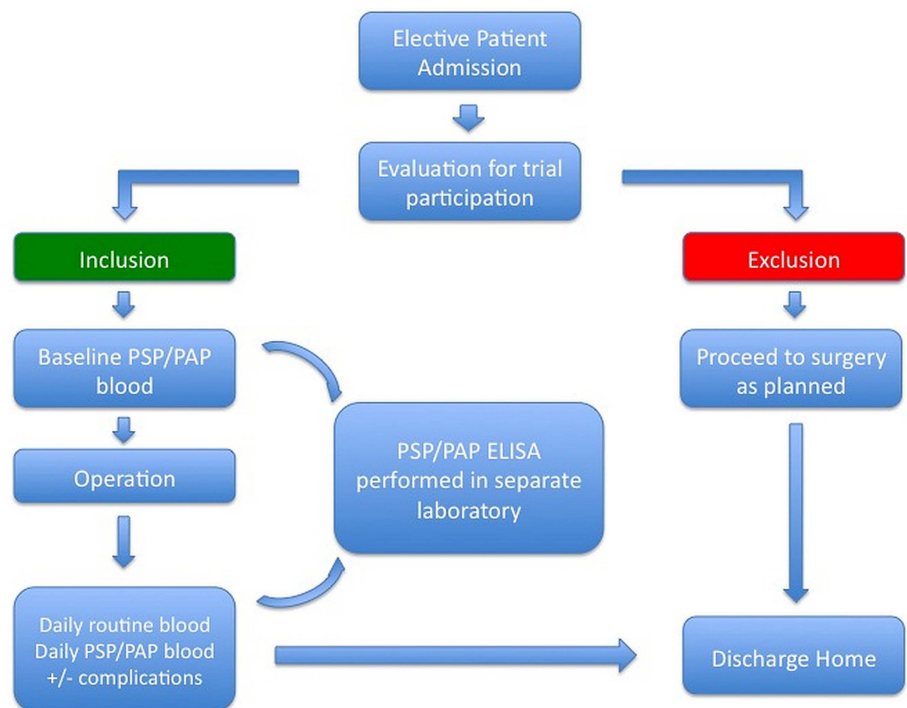 Elective Patient
Admission
Evaluation for trial
participation
Inclusion
Exclusion
Baseline PSP/PAP
blood
Proceed to surgery
as planned
Operation
PSP/PAP ELISA
performed in separate
laboratory
Daily routine blood
Daily PSP/PAP blood
+/- complications
Discharge Home